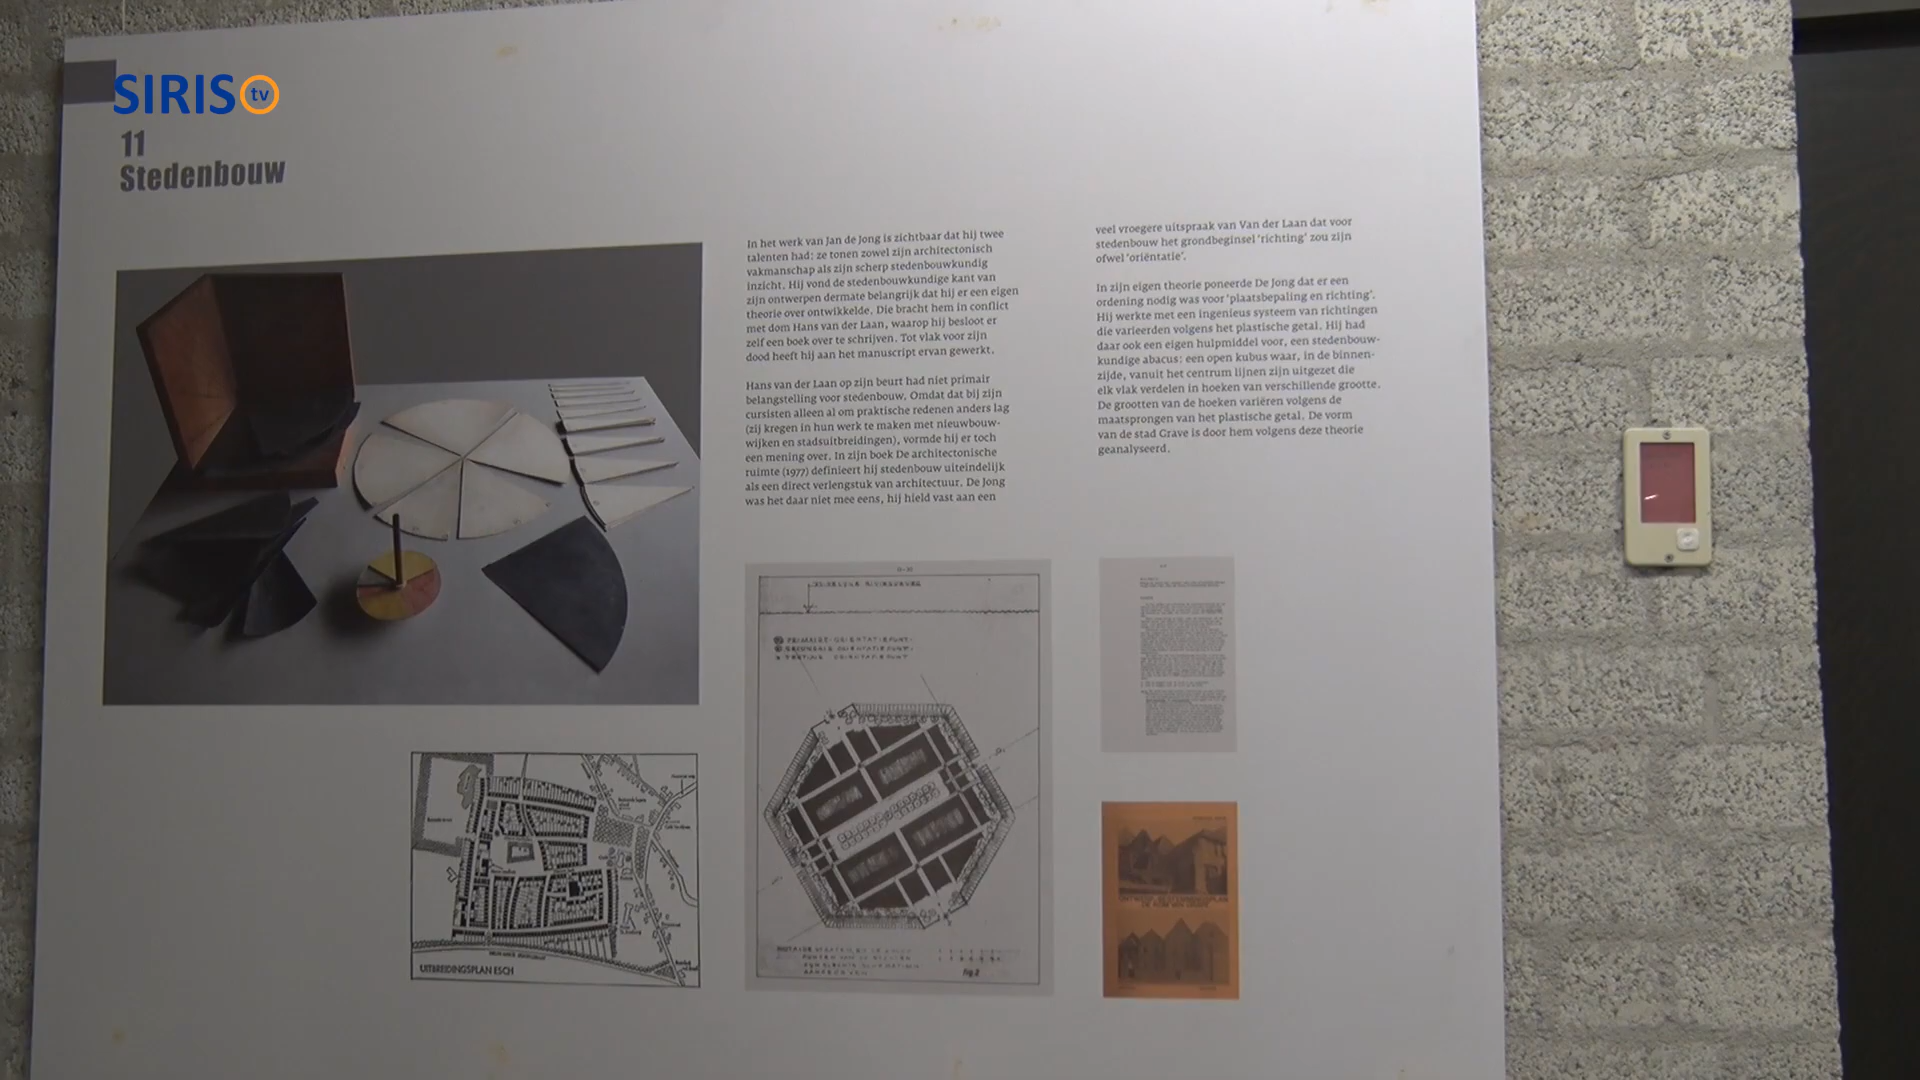 SIRIS tv
11
Stedenbouw
In het werk van Jan de Jong is zichtbaar dat hij twee
talenten had: ze tonen zowel zijn architectonisch
vakmanschap als zijn scherp stedenbouwkundig
inzicht. Hij vond de stedenbouwkundige kant van
zijn ontwerpen dermate belangrijk dat hij er een eigen
theorie over ontwikkelde. Die bracht hem in conflict
met dom Hans van der Laan, waarop hij besloot er
zelf een boek over te schrijven. Tot vlak voor zijn
dood heeft hij aan het manuscript ervan gewerkt.
Hans van der Laan op zijn beurt had niet primair
belangstelling voor stedenbouw. Omdat dat bij zijn
cursisten alleen al om praktische redenen anders lag
(zij kregen in hun werk te maken met nieuwbouw-
wijken en stadsuitbreidingen), vormde hij er toch
een mening over. In zijn boek De architectonische
ruimte (1977) definieert hij stedenbouw uiteindelijk
als een direct verlengstuk van architectuur. De Jong
was het daar niet mee eens, hij hield vast aan een
veel vroegere uitspraak van Van der Laan dat voor
stedenbouw het grondbeginsel 'richting' zou zijn
ofwel 'oriëntatie'.
In zijn eigen theorie poneerde De Jong dat er een
ordening nodig was voor 'plaatsbepaling en richting'.
Hij werkte met een ingenieus systeem van richtingen
die varieerden volgens het plastische getal. Hij had
daar ook een eigen hulpmiddel voor, een stedenbouw-
kundige abacus: een open kubus waar, in de binnen-
zijde, vanuit het centrum lijnen zijn uitgezet die
elk vlak verdelen in hoeken van verschillende grootte.
De grootten van de hoeken variëren volgens de
maatsprongen van het plastische getal. De vorm
van de stad Grave is door hem volgens deze theorie
geanalyseerd.
PRIMAIRE ORIENTATIEPUNT
SECUNDAIR ORIENTATIEPUNT
ORIENTATIEPUNT
fig.2
UITBREIDINGSPLAN ESCH
ONTWERP-BESTEMMINGSPLAN
DE KOM VAN GRAVE